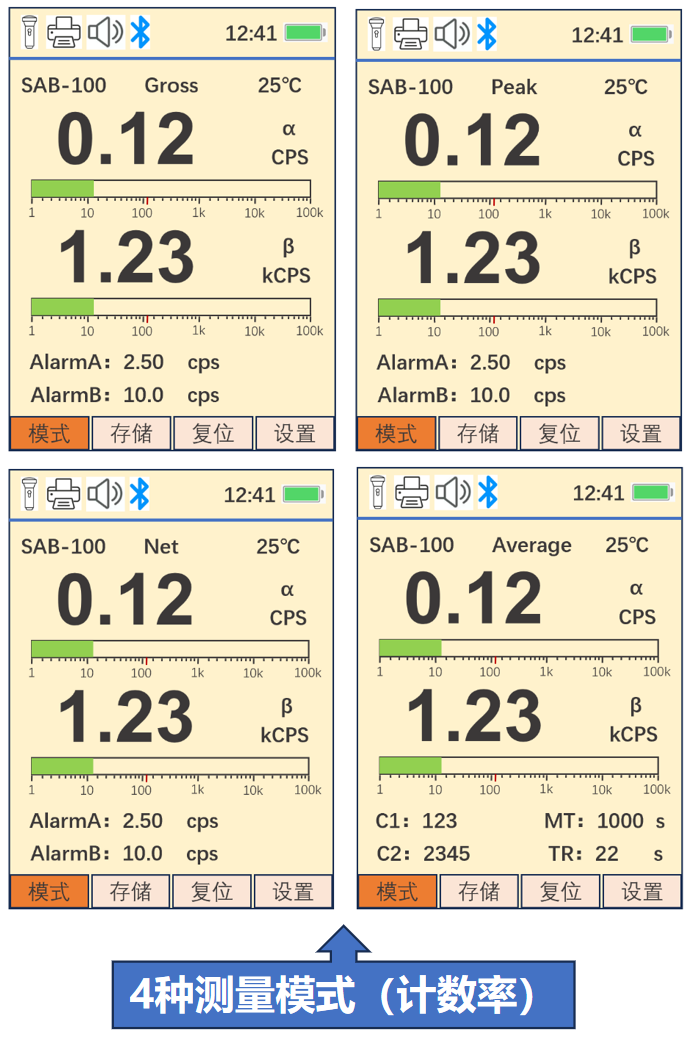 12:41
SAB-100 Gross 25℃
0.12 α CPS
1 10 100 1k 10k 100k
1.23 β kCPS
1 10 100 1k 10k 100k
AlarmA：2.50 cps
AlarmB：10.0 cps
模式 存储 复位 设置
12:41
SAB-100 Peak 25℃
0.12 α CPS
1 10 100 1k 10k 100k
1.23 β kCPS
1 10 100 1k 10k 100k
AlarmA：2.50 cps
AlarmB：10.0 cps
模式 存储 复位 设置
12:41
SAB-100 Net 25℃
0.12 α CPS
1 10 100 1k 10k 100k
1.23 β kCPS
1 10 100 1k 10k 100k
AlarmA：2.50 cps
AlarmB：10.0 cps
模式 存储 复位 设置
12:41
SAB-100 Average 25℃
0.12 α CPS
1 10 100 1k 10k 100k
1.23 β kCPS
1 10 100 1k 10k 100k
C1：123 MT：1000 s
C2：2345 TR：22 s
模式 存储 复位 设置
4种测量模式（计数率）